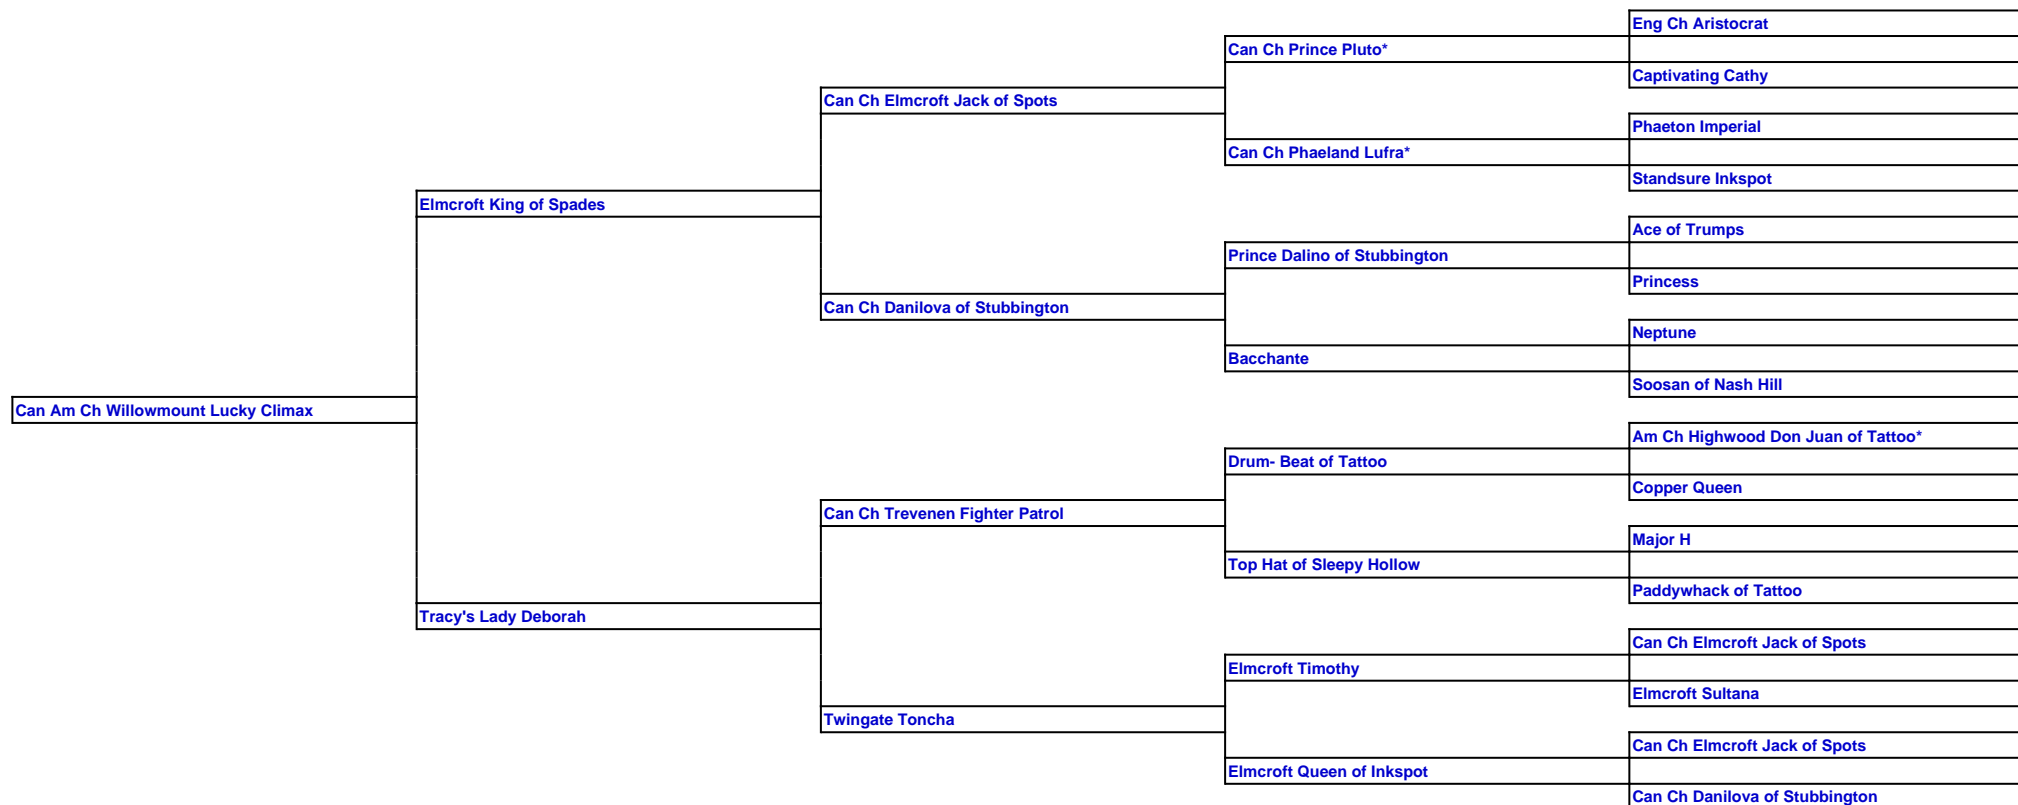 Eng Ch Aristocrat
Can Ch Prince Pluto*
Captivating Cathy
Can Ch Elmcroft Jack of Spots
Phaeton Imperial
Can Ch Phaeland Lufra*
Standsure Inkspot
Elmcroft King of Spades
Ace of Trumps
Prince Dalino of Stubbington
Princess
Can Ch Danilova of Stubbington
Neptune
Bacchante
Soosan of Nash Hill
Can Am Ch Willowmount Lucky Climax
Am Ch Highwood Don Juan of Tattoo*
Drum- Beat of Tattoo
Copper Queen
Can Ch Trevenen Fighter Patrol
Major H
Top Hat of Sleepy Hollow
Paddywhack of Tattoo
Tracy's Lady Deborah
Can Ch Elmcroft Jack of Spots
Elmcroft Timothy
Elmcroft Sultana
Twingate Toncha
Can Ch Elmcroft Jack of Spots
Elmcroft Queen of Inkspot
Can Ch Danilova of Stubbington